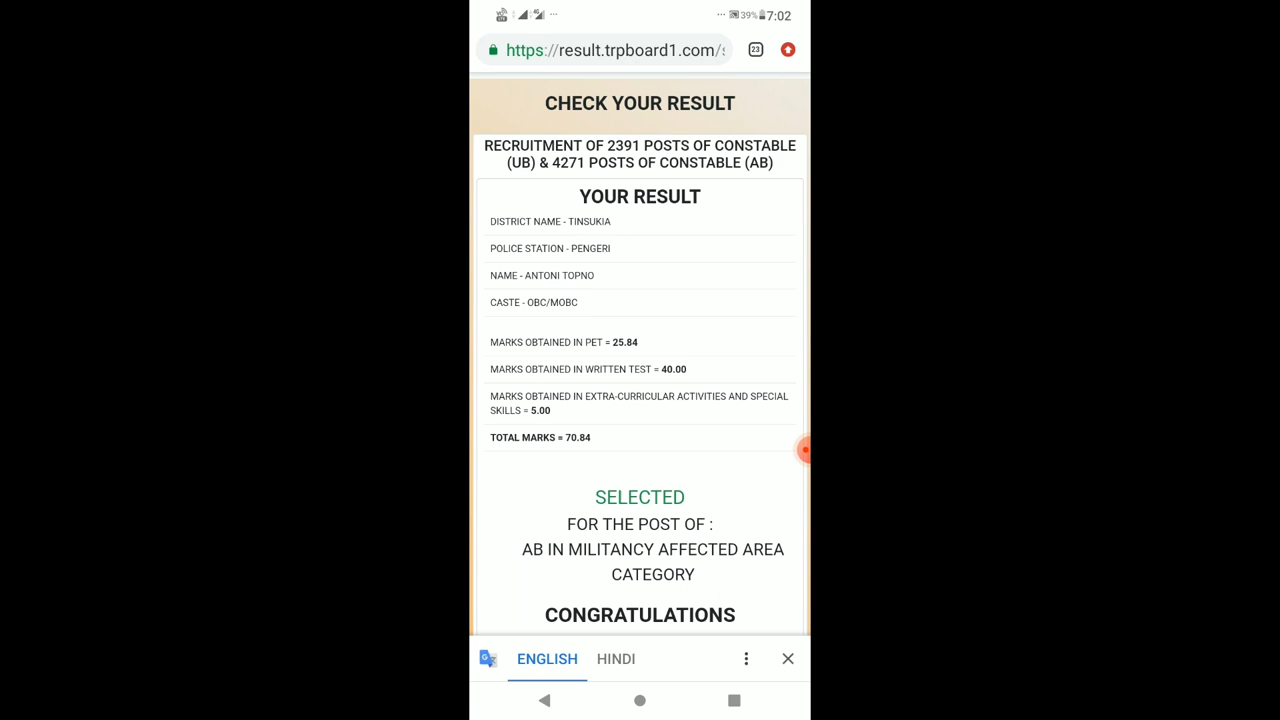 39% 7:02
https://result.trpboard1.com/
23
CHECK YOUR RESULT
RECRUITMENT OF 2391 POSTS OF CONSTABLE
(UB) & 4271 POSTS OF CONSTABLE (AB)
YOUR RESULT
DISTRICT NAME - TINSUKIA
POLICE STATION - PENGERI
NAME - ANTONI TOPNO
CASTE - OBC/MOBC
MARKS OBTAINED IN PET = 25.84
MARKS OBTAINED IN WRITTEN TEST = 40.00
MARKS OBTAINED IN EXTRA-CURRICULAR ACTIVITIES AND SPECIAL
SKILLS = 5.00
TOTAL MARKS = 70.84
SELECTED
FOR THE POST OF :
AB IN MILITANCY AFFECTED AREA
CATEGORY
CONGRATULATIONS
ENGLISH HINDI